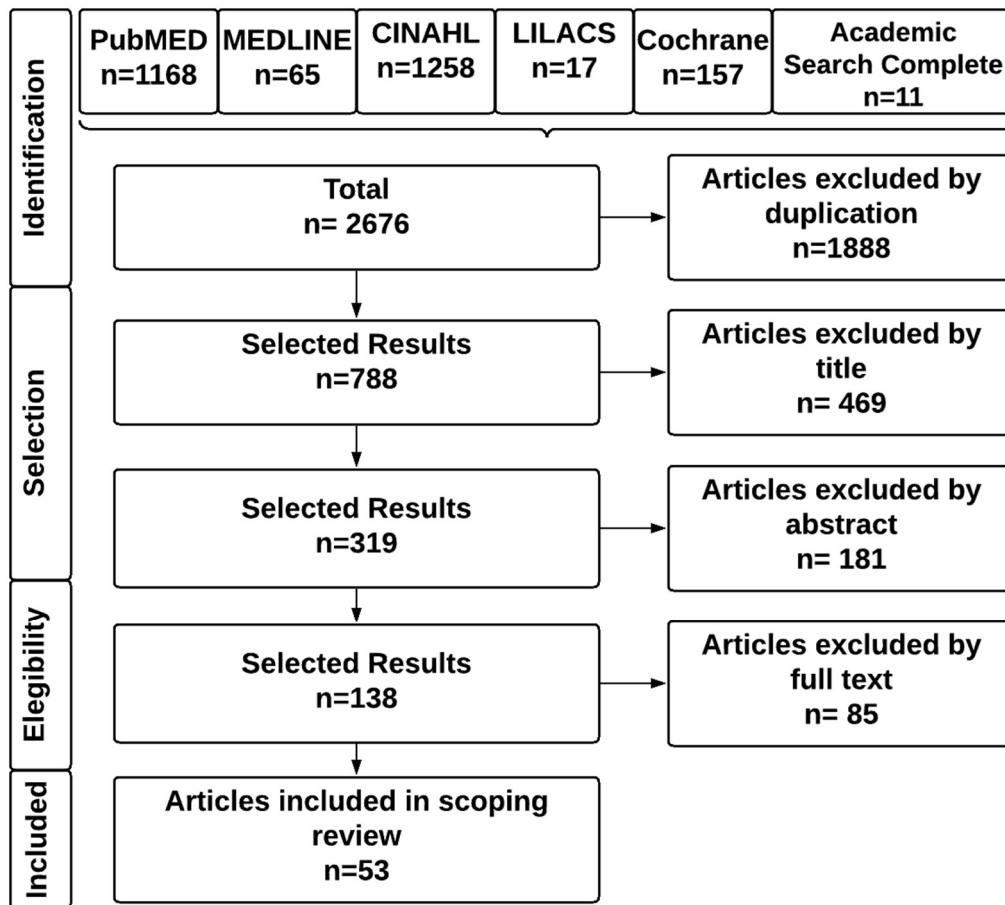 Identification
PubMED
n=1168
MEDLINE
n=65
CINAHL
n=1258
LILACS
n=17
Cochrane
n=157
Academic
Search Complete
n=11
Total
n= 2676
Articles excluded by
duplication
n=1888
Selection
Selected Results
n=788
Articles excluded by
title
n= 469
Selected Results
n=319
Articles excluded by
abstract
n= 181
Elegibility
Selected Results
n=138
Articles excluded by
full text
n= 85
Included
Articles included in scoping
review
n=53